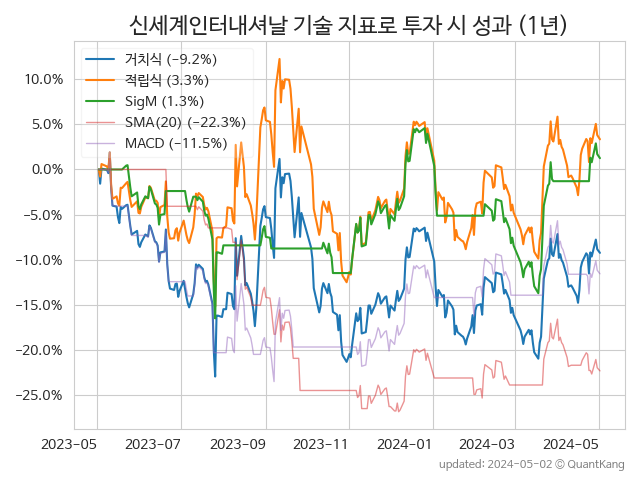 신세계인터내셔날 기술 지표로 투자 시 성과 (1년)
거치식 (−9.2%)
적립식 (3.3%)
SigM (1.3%)
SMA(20) (−22.3%)
MACD (−11.5%)
10.0%
5.0%
0.0%
−5.0%
−10.0%
−15.0%
−20.0%
−25.0%
2023-05 2023-07 2023-09 2023-11 2024-01 2024-03 2024-05
updated: 2024-05-02 © QuantKang